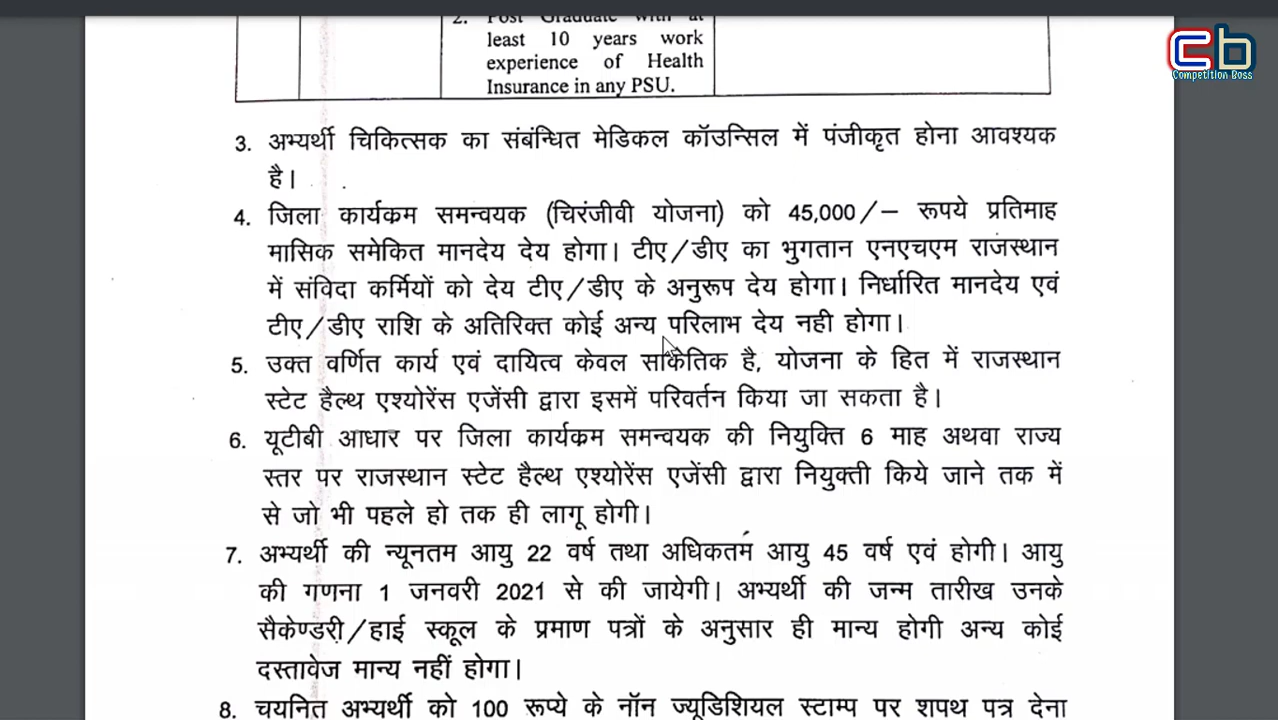 2. Post Graduate with at
least 10 years work
experience of Health
Insurance in any PSU.
cb
Competition Boss
3. अभ्यर्थी चिकित्सक का संबंन्धित मेडिकल कॉउन्सिल में पंजीकृत होना आवश्यक
है।
4. जिला कार्यक्रम समन्वयक (चिरंजीवी योजना) को 45,000/– रूपये प्रतिमाह
मासिक समेकित मानदेय देय होगा। टीए/डीए का भुगतान एनएचएम राजस्थान
में संविदा कर्मियों को देय टीए/डीए के अनुरूप देय होगा। निर्धारित मानदेय एवं
टीए/डीए राशि के अतिरिक्त कोई अन्य परिलाभ देय नही होगा।
5. उक्त वर्णित कार्य एवं दायित्व केवल सांकेतिक है, योजना के हित में राजस्थान
स्टेट हैल्थ एश्योरेंस एजेंसी द्वारा इसमें परिवर्तन किया जा सकता है।
6. यूटीबी आधार पर जिला कार्यक्रम समन्वयक की नियुक्ति 6 माह अथवा राज्य
स्तर पर राजस्थान स्टेट हैल्थ एश्योरेंस एजेंसी द्वारा नियुक्ती किये जाने तक में
से जो भी पहले हो तक ही लागू होगी।
7. अभ्यर्थी की न्यूनतम आयु 22 वर्ष तथा अधिकतम आयु 45 वर्ष एवं होगी। आयु
की गणना 1 जनवरी 2021 से की जायेगी। अभ्यर्थी की जन्म तारीख उनके
सैकेण्डरी/हाई स्कूल के प्रमाण पत्रों के अनुसार ही मान्य होगी अन्य कोई
दस्तावेज मान्य नहीं होगा।
8. चयनित अभ्यर्थी को 100 रूप्ये के नॉन ज्यूडिशियल स्टाम्प पर शपथ पत्र देना